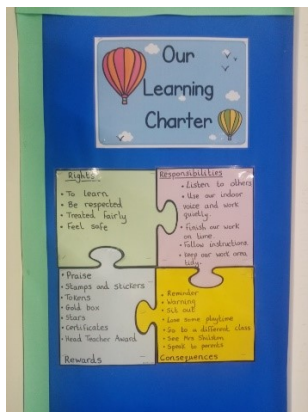 Our
Learning
Charter
Rights
• To learn
• Be respected
• Treated fairly
• Feel safe
Responsibilities
• Listen to others
• Use our indoor
voice and work
quietly.
• Finish our work
on time.
• Follow instructions.
• Keep our work area
tidy.
• Praise
• Stamps and stickers
• Tokens
• Gold box
• Stars
• Certificates
• Head Teacher Award
Rewards
• Reminder
• Warning
• Sit out
• Lose some playtime
• Go to a different class
• See Mrs Shildon
• Speak to parents
Consequences